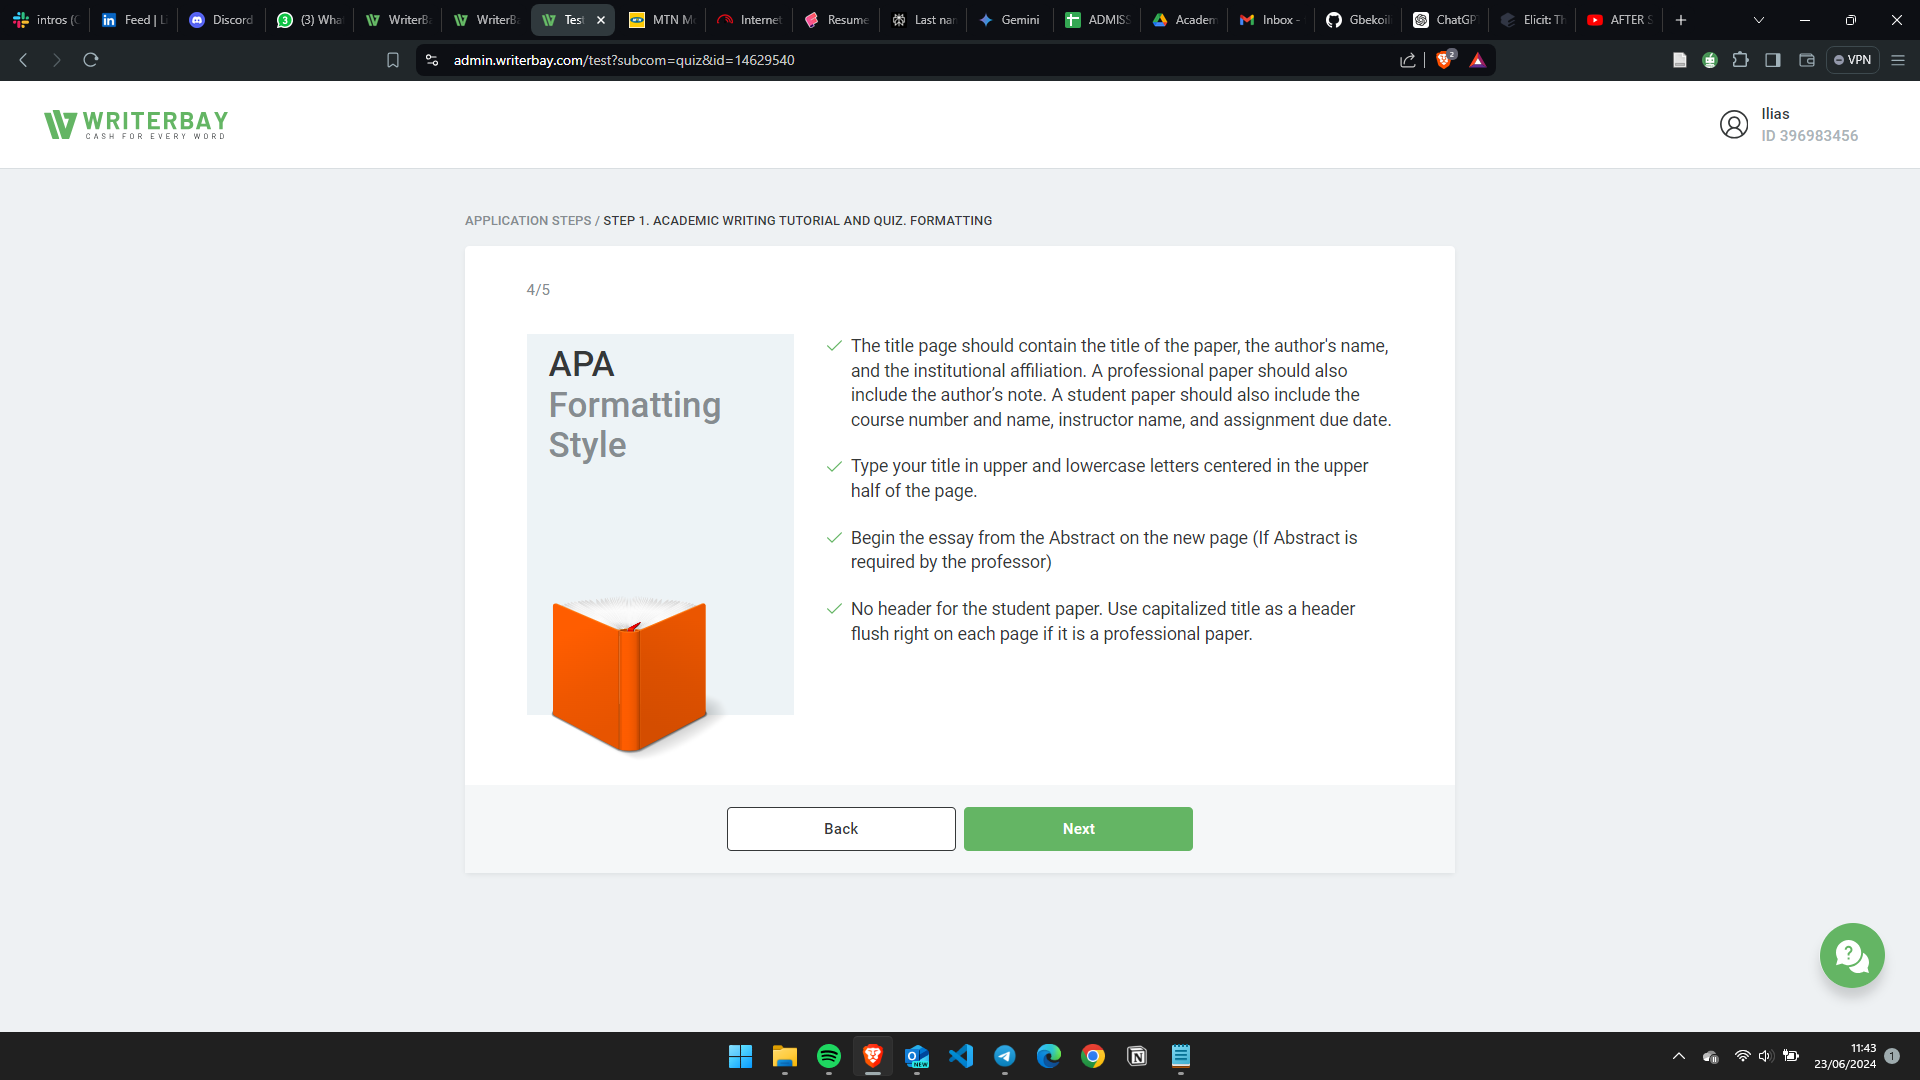 intros (
Feed | L
Discord
(3) Wha
WriterBa
WriterBa
Test
MTN M
Internet
Resume
Last nam
Gemini
ADMISS
Academ
Inbox -
Gbekoil
ChatGP
Elicit: Th
AFTER S
admin.writerbay.com/test?subcom=quiz&id=14629540
2
VPN
WRITERBAY
CASH FOR EVERY WORD
Ilias
ID 396983456
APPLICATION STEPS / STEP 1. ACADEMIC WRITING TUTORIAL AND QUIZ. FORMATTING
4/5
APA
Formatting
Style
The title page should contain the title of the paper, the author's name,
and the institutional affiliation. A professional paper should also
include the author’s note. A student paper should also include the
course number and name, instructor name, and assignment due date.
Type your title in upper and lowercase letters centered in the upper
half of the page.
Begin the essay from the Abstract on the new page (If Abstract is
required by the professor)
No header for the student paper. Use capitalized title as a header
flush right on each page if it is a professional paper.
Back
Next
11:43
23/06/2024
1